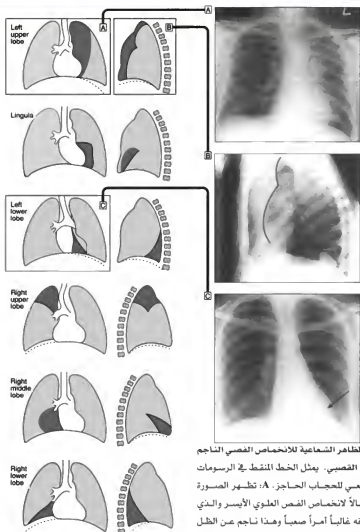 Left
upper
lobe
A
B
A
L
Lingula
B
Left
lower
lobe
C
C
Right
upper
lobe
Right
middle
lobe
Right
lower
lobe
الشعاعية للانخماص الفصي الناجم
القصبي. يمثل الخط المنقط في الرسومات
للحجاب الحاجز. A: تظهر الصورة
لانخماص الفص العلوي الأيسر والذي
غالباً أمراً صعباً وهذا ناجم عن الظل